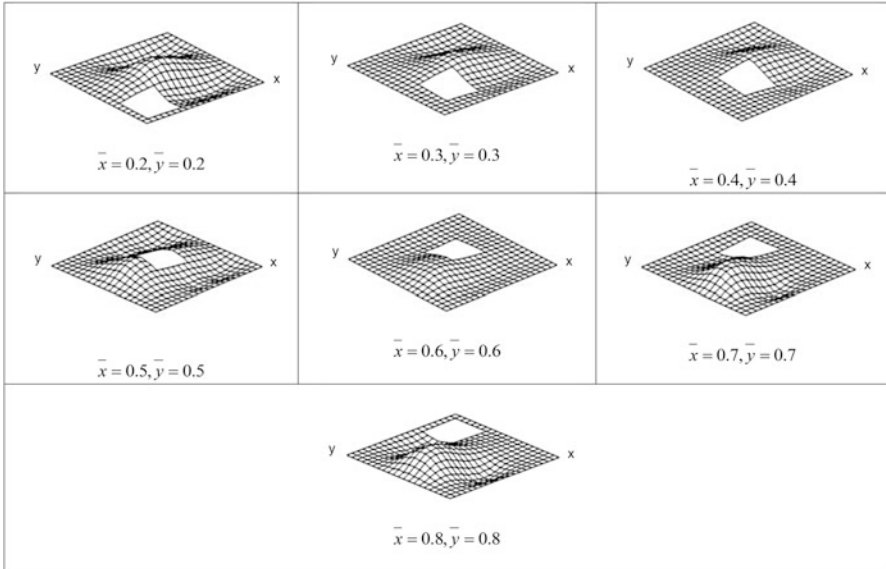 y x
x̄ = 0.2, ȳ = 0.2
y x
x̄ = 0.3, ȳ = 0.3
y x
x̄ = 0.4, ȳ = 0.4
y x
x̄ = 0.5, ȳ = 0.5
y x
x̄ = 0.6, ȳ = 0.6
y x
x̄ = 0.7, ȳ = 0.7
y x
x̄ = 0.8, ȳ = 0.8